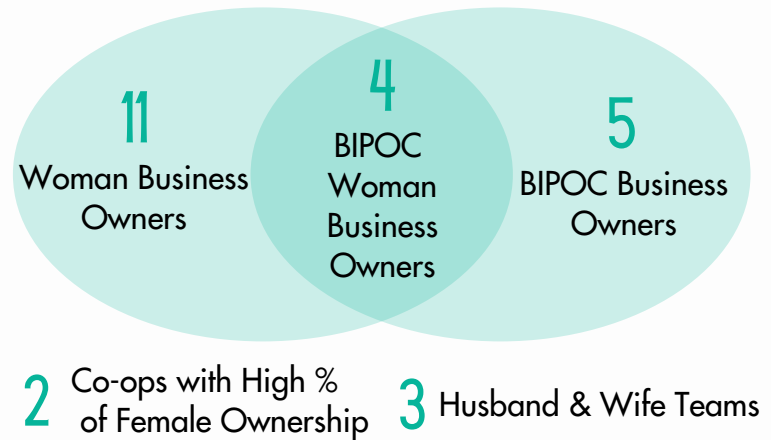 11
Woman Business
Owners
4
BIPOC
Woman
Business
Owners
5
BIPOC Business
Owners
2
Co-ops with High %
of Female Ownership
3
Husband & Wife Teams